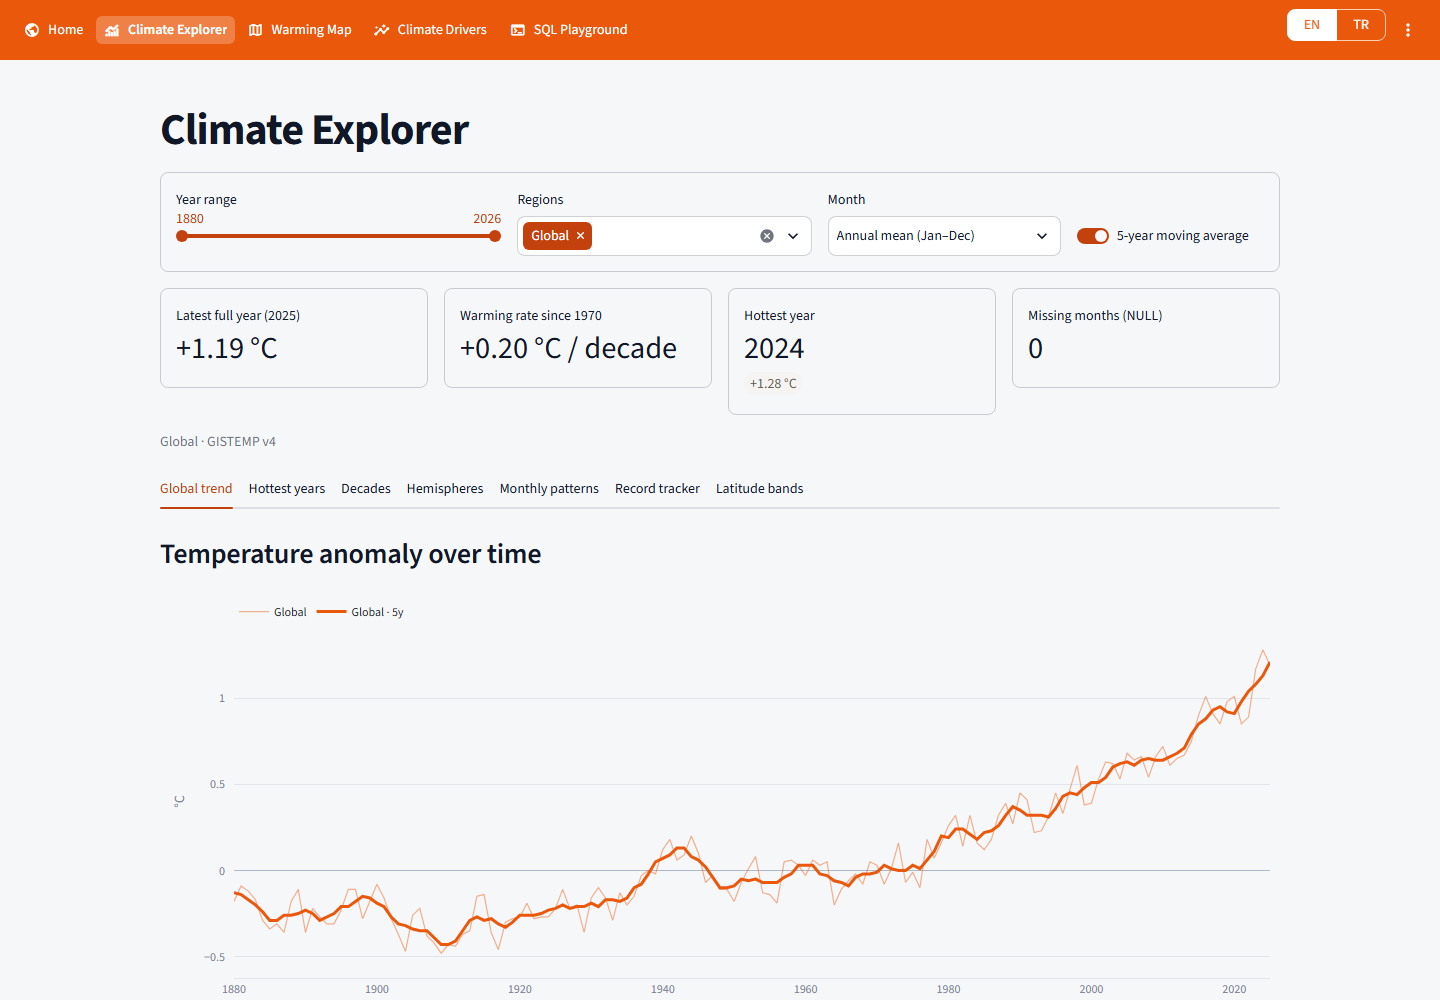 Home
Climate Explorer
Warming Map
Climate Drivers
SQL Playground
EN
TR
Climate Explorer
Year range
1880
2026
Regions
Global
Month
Annual mean (Jan–Dec)
5-year moving average
Latest full year (2025)
+1.19 °C
Warming rate since 1970
+0.20 °C / decade
Hottest year
2024
+1.28 °C
Missing months (NULL)
0
Global · GISTEMP v4
Global trend
Hottest years
Decades
Hemispheres
Monthly patterns
Record tracker
Latitude bands
Temperature anomaly over time
Global
Global · 5y
1
0.5
°C
0
−0.5
1880
1900
1920
1940
1960
1980
2000
2020